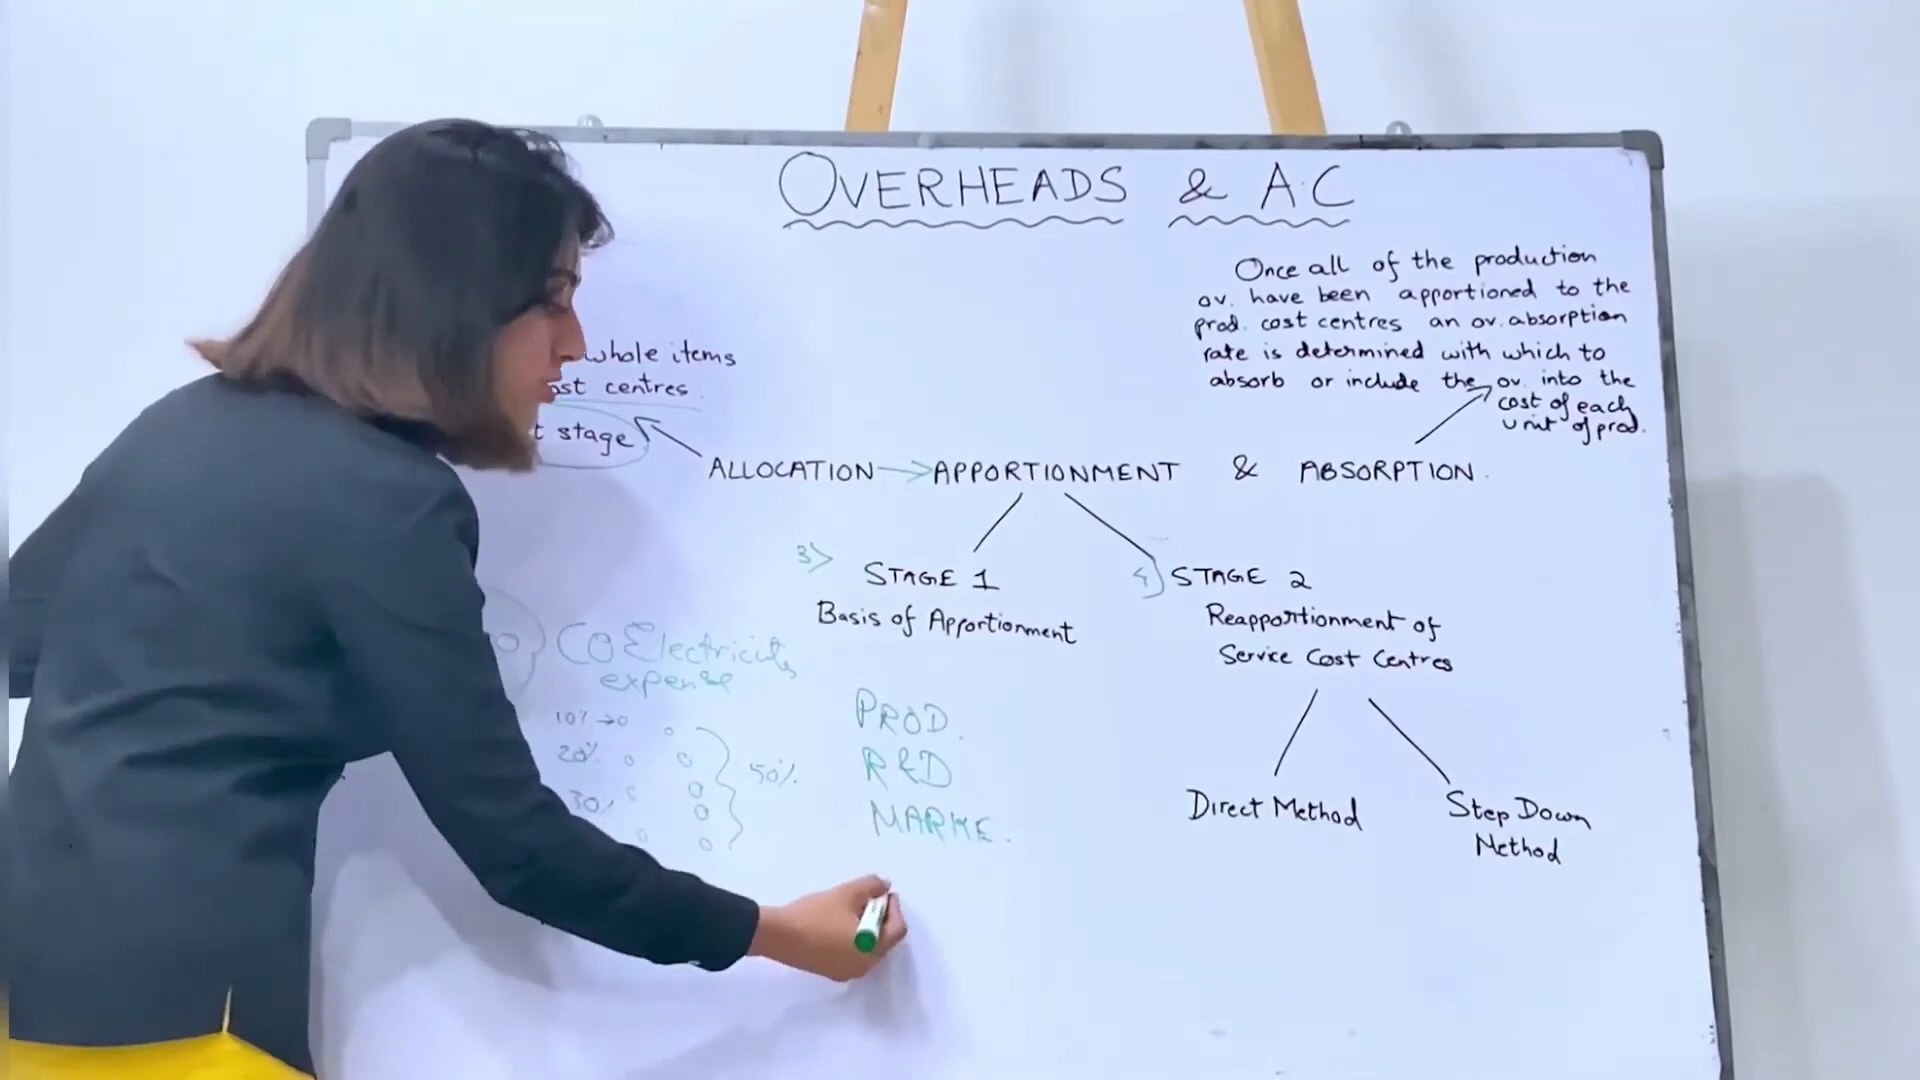 OVERHEADS & A.C
whole items
cost centres.
stage
Once all of the production
ov. have been apportioned to the
prod. cost centres an ov. absorption
rate is determined with which to
absorb or include the ov. into the
cost of each
unit of prod.
ALLOCATION → APPORTIONMENT & ABSORPTION.
3> STAGE 1
Basis of Apportionment
4) STAGE 2
Reapportionment of
Service Cost Centres
Direct Method
Step Down
Method
CO Electricity
expense
10% →
20%
30%
50%
PROD.
R&D
MARKE.